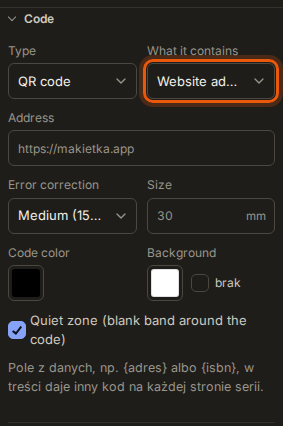 Code
Type
What it contains
QR code
Website ad...
Address
https://makietka.app
Error correction
Size
Medium (15...
30
mm
Code color
Background
brak
Quiet zone (blank band around the
code)
Pole z danych, np. {adres} albo {isbn}, w
treści daje inny kod na każdej stronie serii.